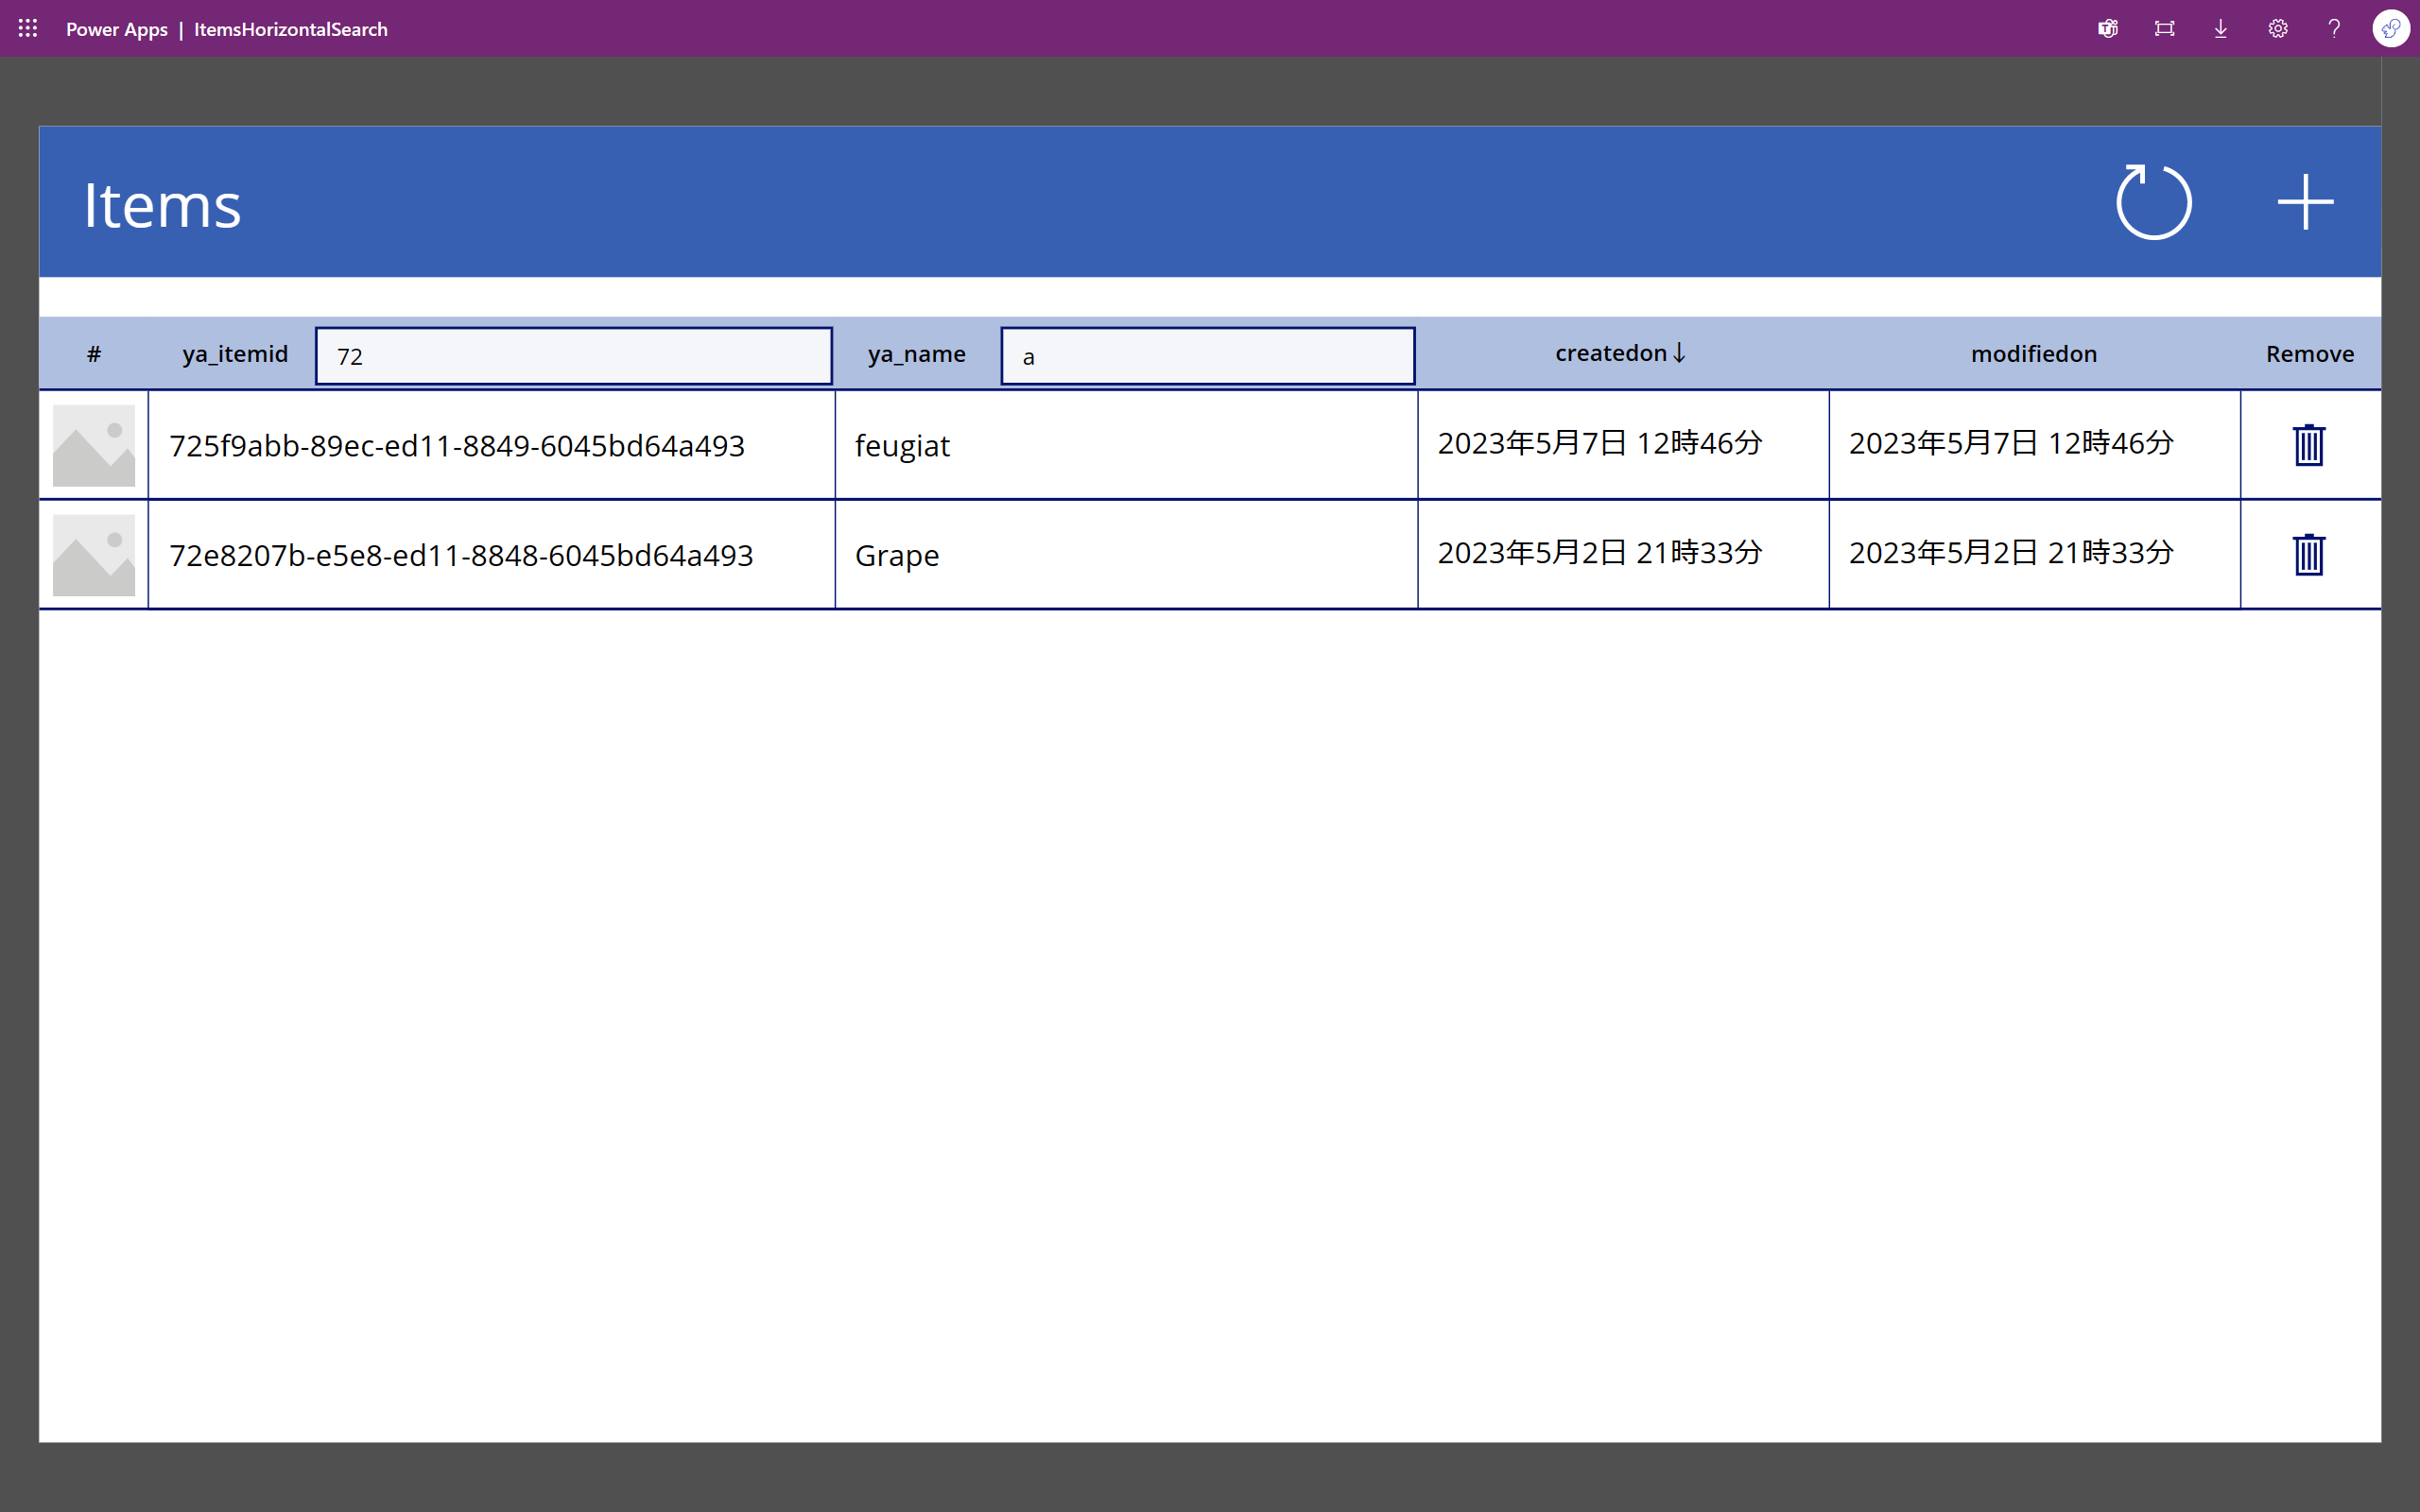 Power Apps | ItemsHorizontalSearch
Items
# ya_itemid 72 ya_name a createdon↓ modifiedon Remove
725f9abb-89ec-ed11-8849-6045bd64a493 feugiat 2023年5月7日 12時46分 2023年5月7日 12時46分
72e8207b-e5e8-ed11-8848-6045bd64a493 Grape 2023年5月2日 21時33分 2023年5月2日 21時33分